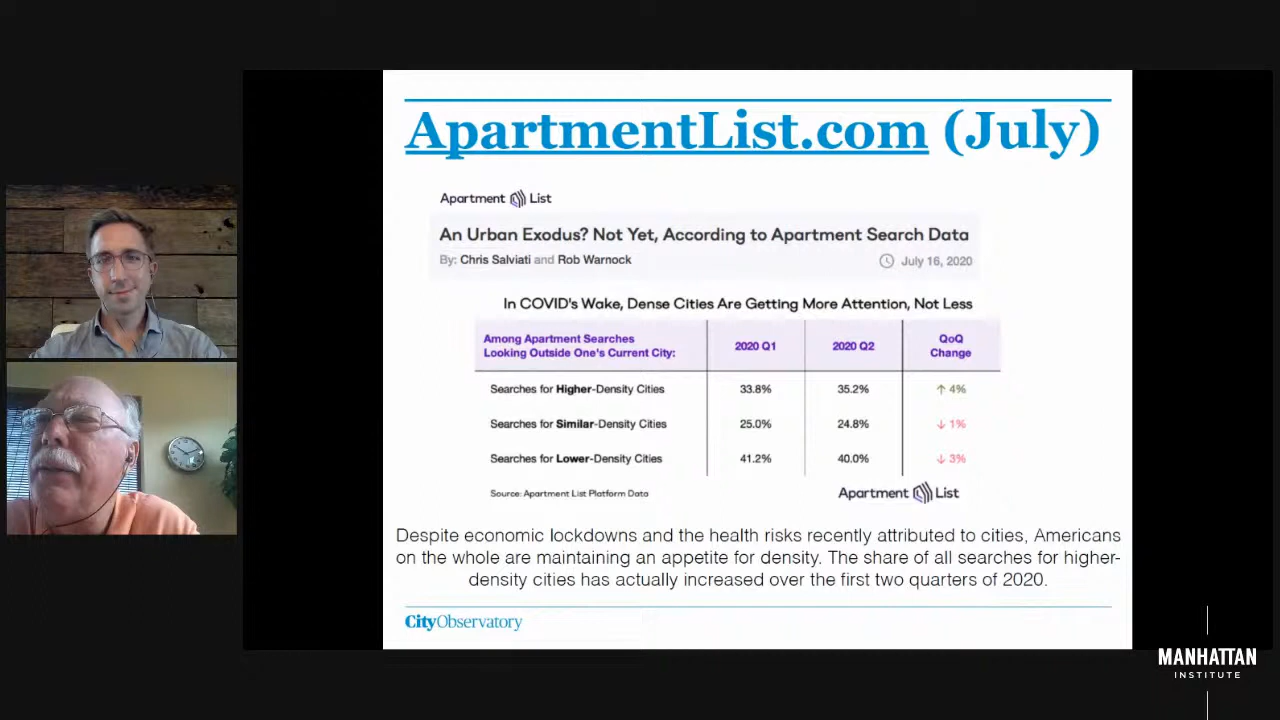 ApartmentList.com (July)
Apartment List
An Urban Exodus? Not Yet, According to Apartment Search Data
By: Chris Salviati and Rob Warnock
July 16, 2020
In COVID's Wake, Dense Cities Are Getting More Attention, Not Less
Among Apartment Searches
Looking Outside One's Current City:
2020 Q1
2020 Q2
QoQ
Change
Searches for Higher-Density Cities 33.8% 35.2% ↑ 4%
Searches for Similar-Density Cities 25.0% 24.8% ↓ 1%
Searches for Lower-Density Cities 41.2% 40.0% ↓ 3%
Source: Apartment List Platform Data
Apartment List
Despite economic lockdowns and the health risks recently attributed to cities, Americans
on the whole are maintaining an appetite for density. The share of all searches for higher-
density cities has actually increased over the first two quarters of 2020.
CityObservatory
MANHATTAN
INSTITUTE